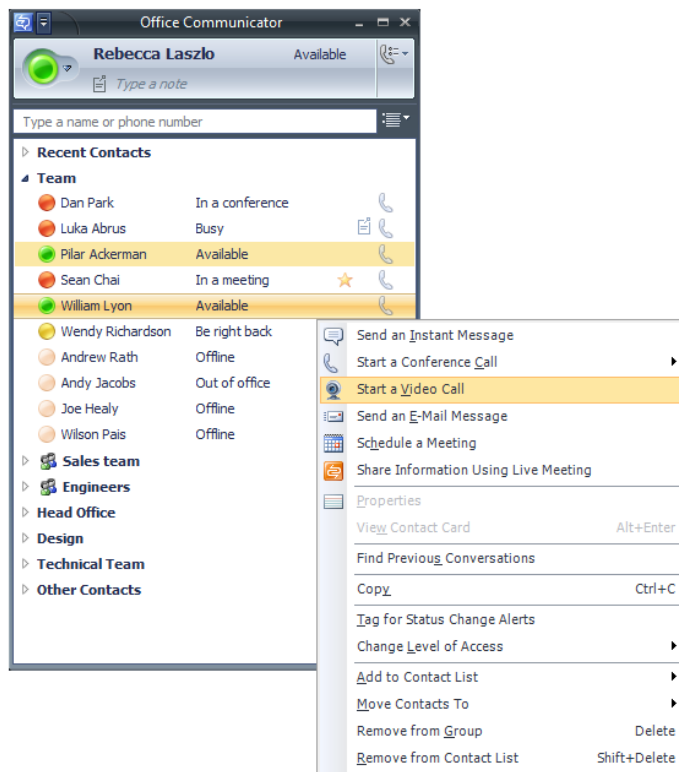 Office Communicator
Rebecca Laszlo Available
Type a note
Type a name or phone number
Recent Contacts
Team
Dan Park In a conference
Luka Abrus Busy
Pilar Ackerman Available
Sean Chai In a meeting
William Lyon Available
Wendy Richardson Be right back
Andrew Rath Offline
Andy Jacobs Out of office
Joe Healy Offline
Wilson Pais Offline
Sales team
Engineers
Head Office
Design
Technical Team
Other Contacts
Send an Instant Message
Start a Conference Call
Start a Video Call
Send an E-Mail Message
Schedule a Meeting
Share Information Using Live Meeting
Properties
View Contact Card Alt+Enter
Find Previous Conversations
Copy Ctrl+C
Tag for Status Change Alerts
Change Level of Access
Add to Contact List
Move Contacts To
Remove from Group Delete
Remove from Contact List Shift+Delete